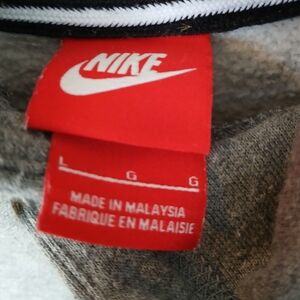 NIKE
L G G
MADE IN MALAYSIA
FABRIQUE EN MALAISIE